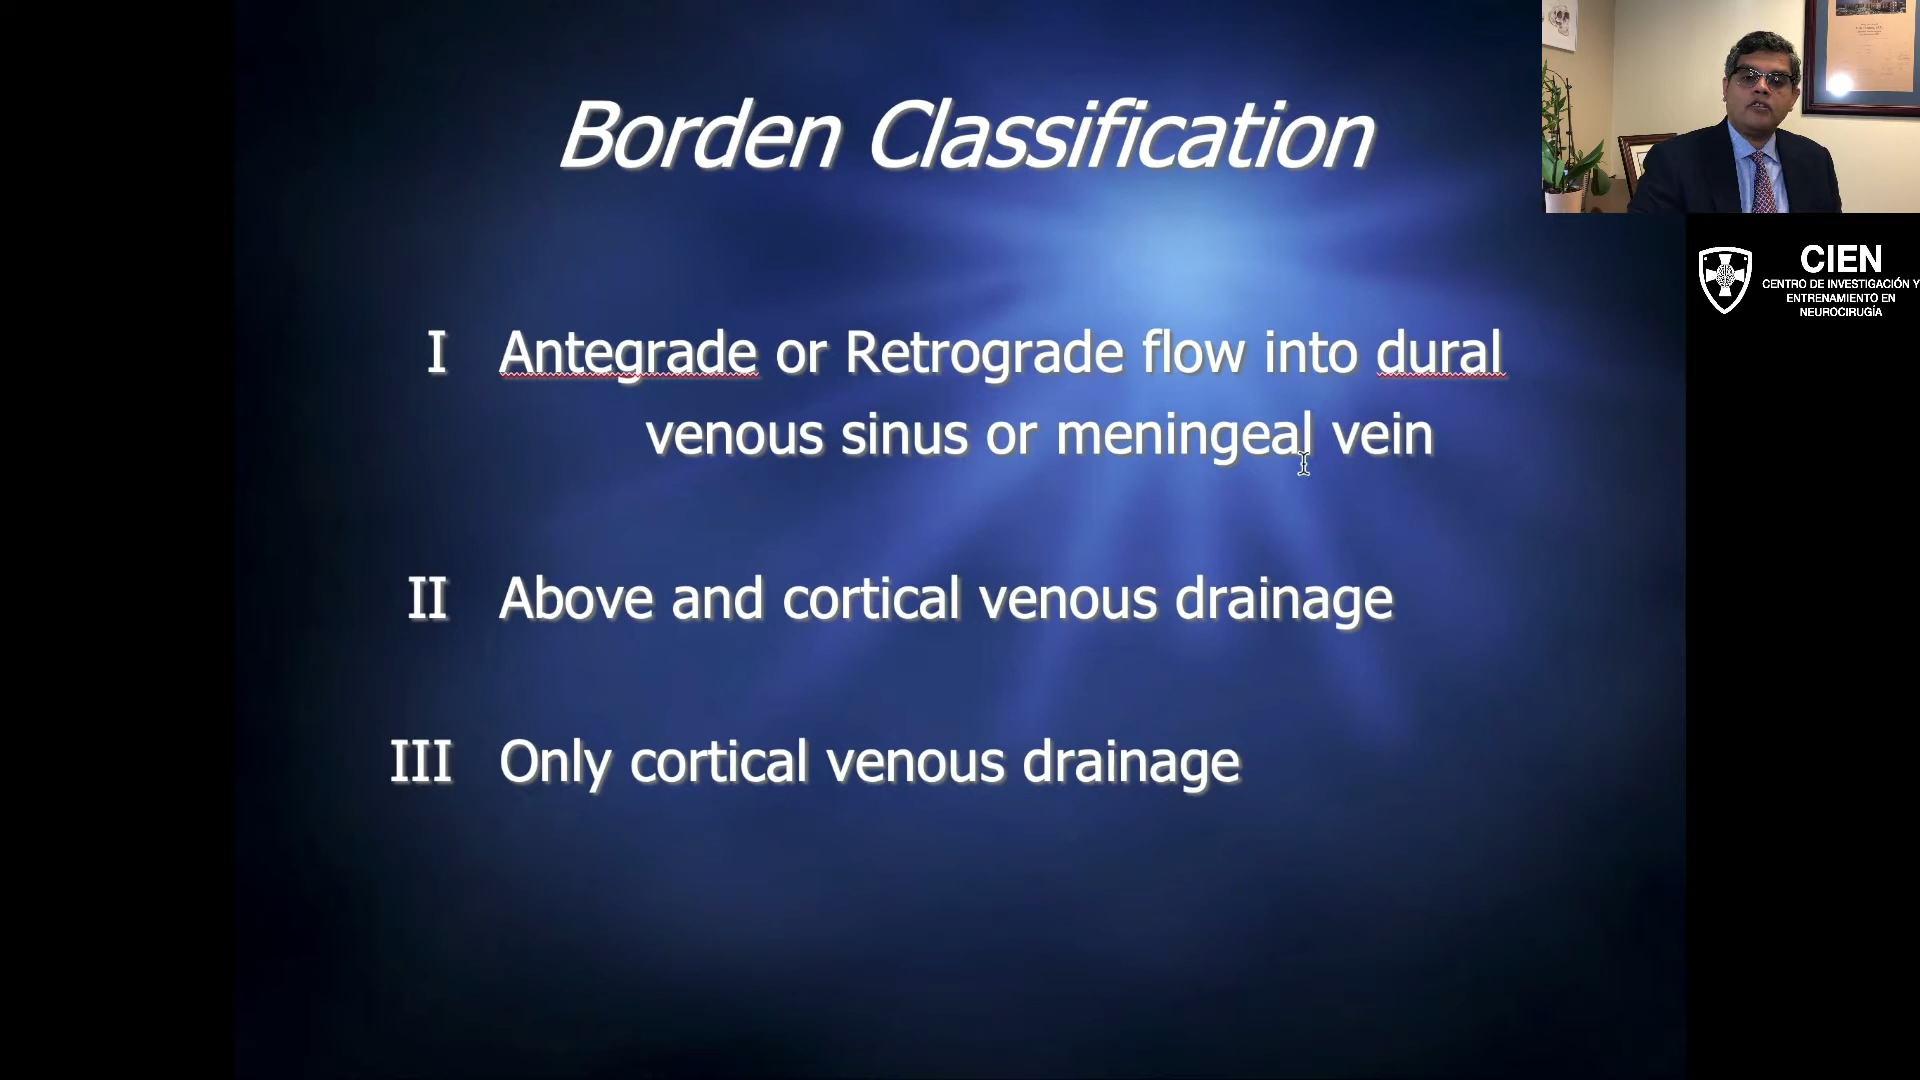 Borden Classification
I Antegrade or Retrograde flow into dural
venous sinus or meningeal vein
II Above and cortical venous drainage
III Only cortical venous drainage
CIEN
CENTRO DE INVESTIGACIÓN Y
ENTRENAMIENTO EN
NEUROCIRUGÍA